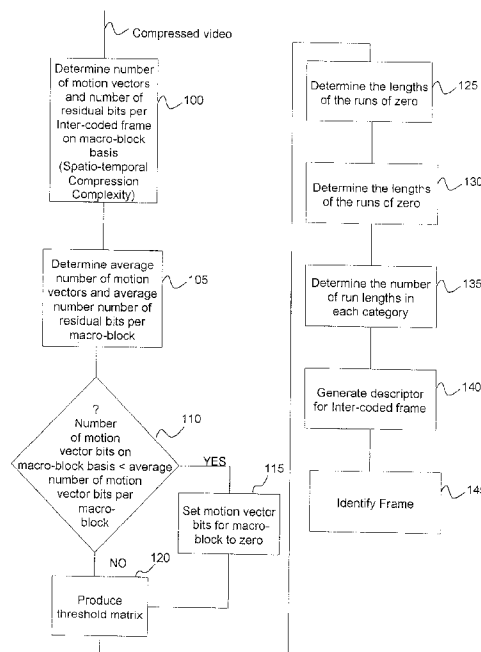 Compressed video
Determine number
of motion vectors
and number of
residual bits per
Inter-coded frame
on macro-block
basis
(Spatio-temporal
Compression
Complexity)
100
Determine average
number of motion
vectors and average
number number of
residual bits per
macro-block
105
?
Number
of motion
vector bits on
macro-block basis < average
number of motion
vector bits per
macro-
block
110
YES
115
Set motion vector
bits for macro-
block to zero
NO
120
Produce
threshold matrix
Determine the lengths
of the runs of zero
125
Determine the lengths
of the runs of zero
130
Determine the number
of run lengths in
each category
135
Generate descriptor
for Inter-coded frame
140
Identify Frame